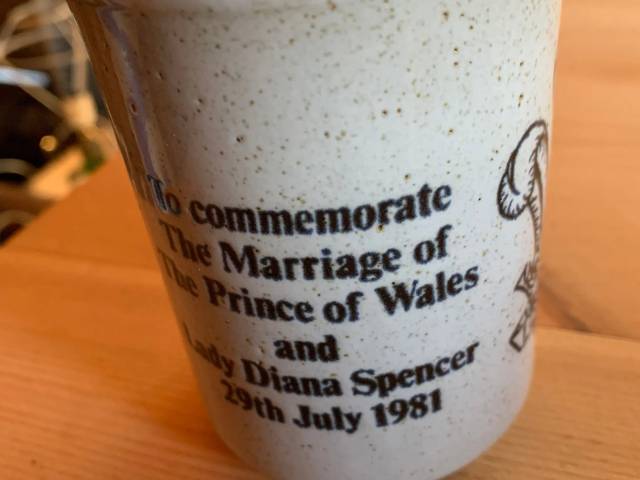 To commemorate
The Marriage of
The Prince of Wales
and
Lady Diana Spencer
29th July 1981